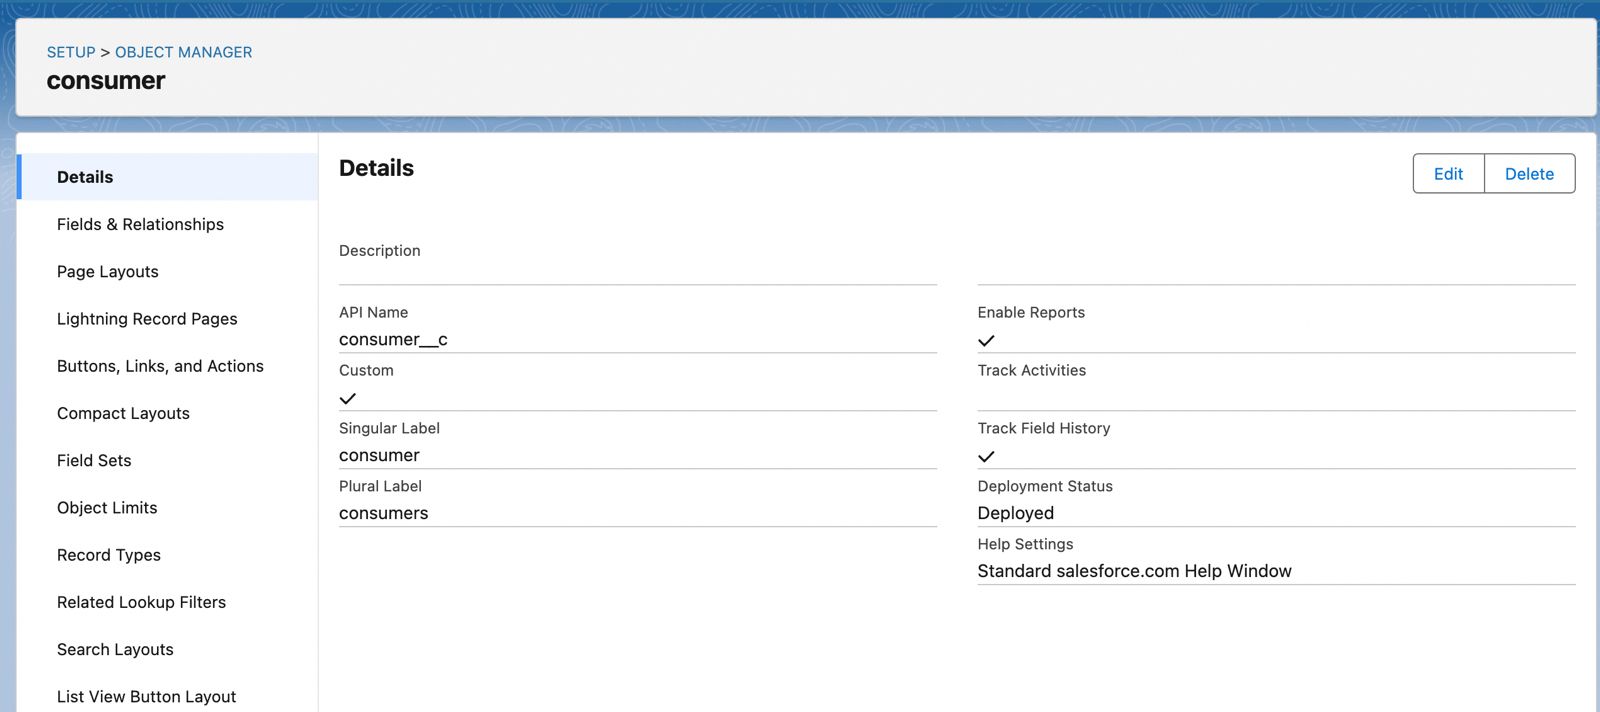 SETUP > OBJECT MANAGER
consumer
Details
Fields & Relationships
Page Layouts
Lightning Record Pages
Buttons, Links, and Actions
Compact Layouts
Field Sets
Object Limits
Record Types
Related Lookup Filters
Search Layouts
List View Button Layout
Details
Edit
Delete
Description
API Name
consumer__c
Custom
Singular Label
consumer
Plural Label
consumers
Enable Reports
Track Activities
Track Field History
Deployment Status
Deployed
Help Settings
Standard salesforce.com Help Window